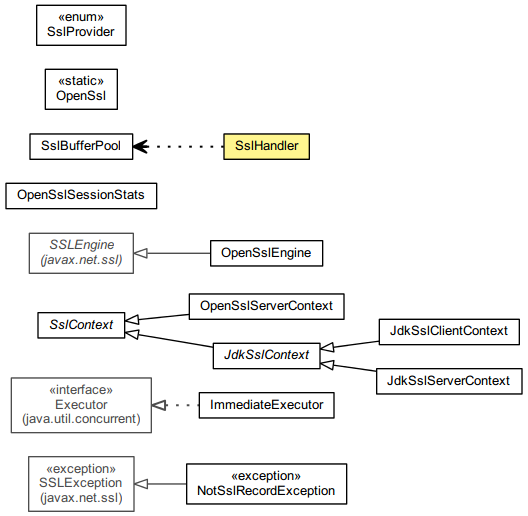 «enum»
SslProvider
«static»
OpenSsl
SslBufferPool
SslHandler
OpenSslSessionStats
SSLEngine
(javax.net.ssl)
OpenSslEngine
SslContext
OpenSslServerContext
JdkSslContext
JdkSslClientContext
JdkSslServerContext
«interface»
Executor
(java.util.concurrent)
ImmediateExecutor
«exception»
SSLException
(javax.net.ssl)
«exception»
NotSslRecordException